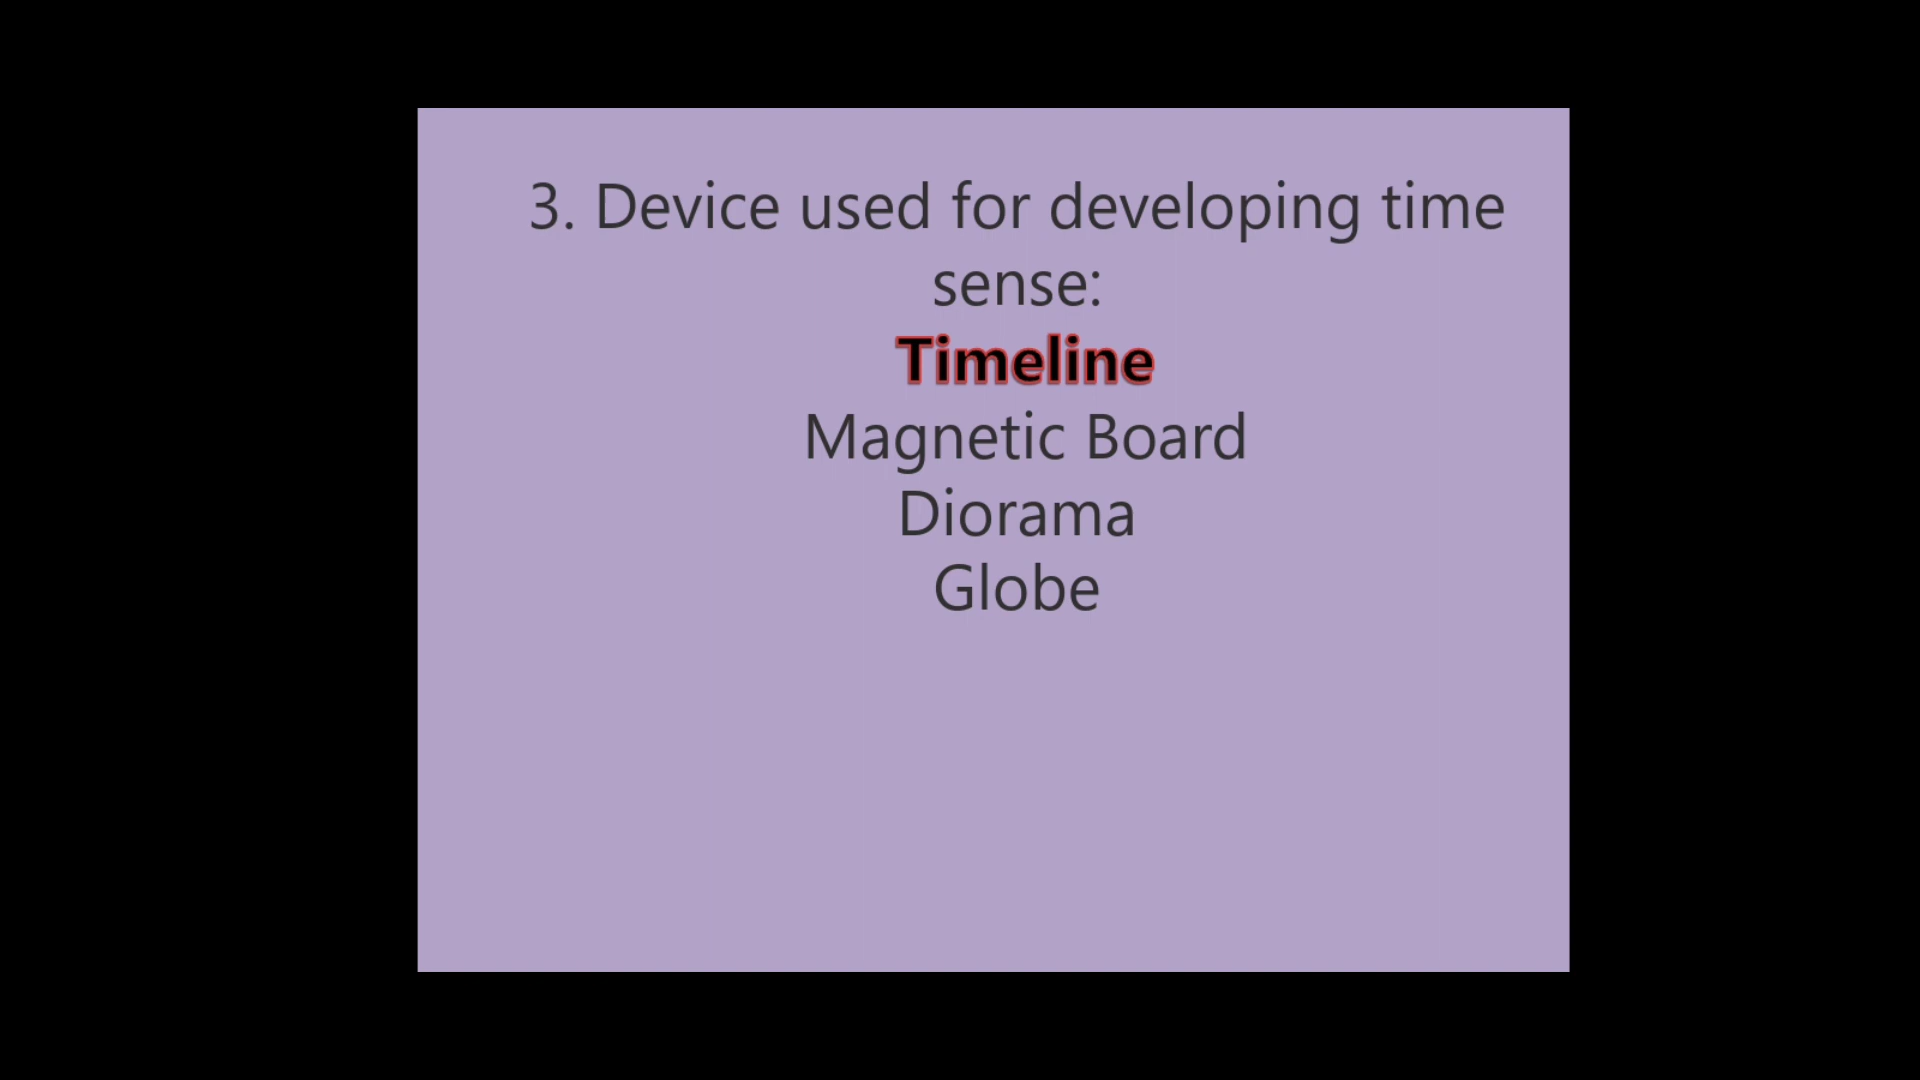 3. Device used for developing time
sense:
Timeline
Magnetic Board
Diorama
Globe